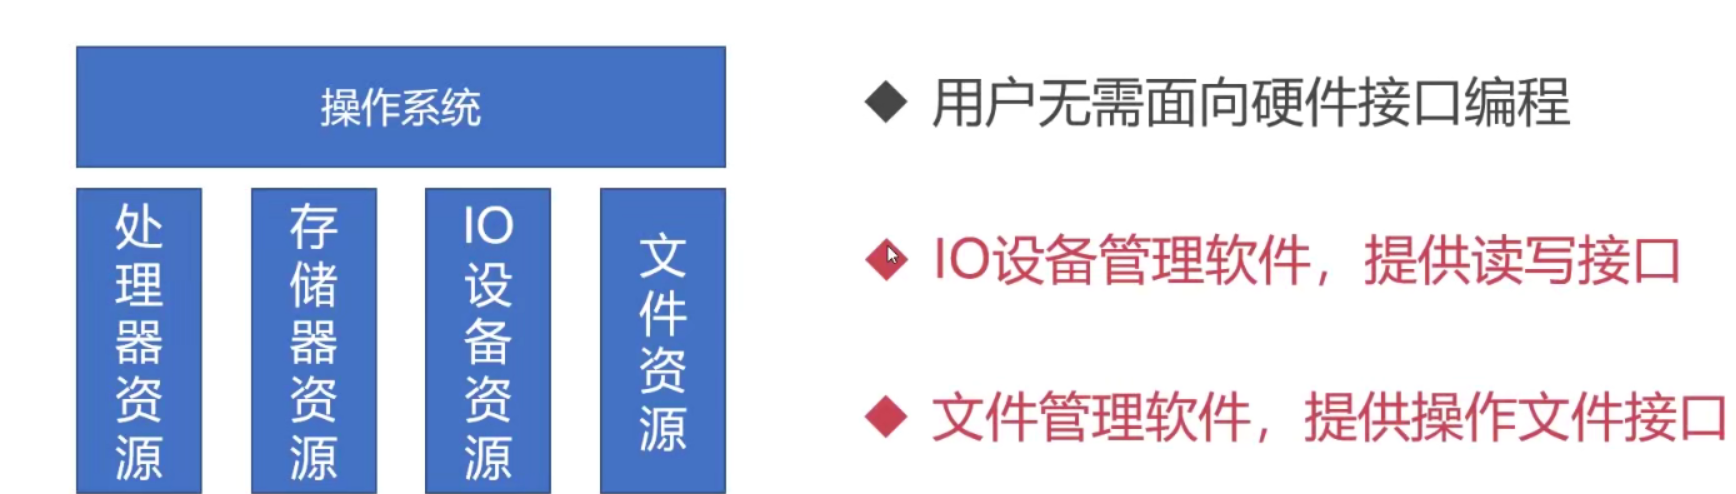 操作系统
处理器资源
存储器资源
IO设备资源
文件资源
用户无需面向硬件接口编程
IO设备管理软件，提供读写接口
文件管理软件，提供操作文件接口